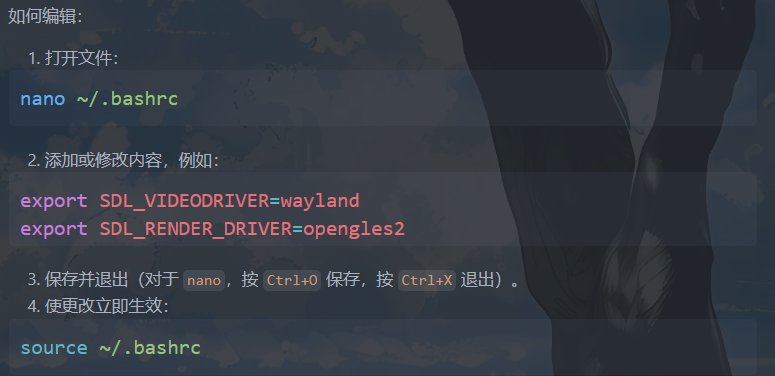 如何编辑：
1. 打开文件：
nano ~/.bashrc
2. 添加或修改内容，例如：
export SDL_VIDEODRIVER=wayland
export SDL_RENDER_DRIVER=opengles2
3. 保存并退出（对于 nano，按 Ctrl+O 保存，按 Ctrl+X 退出）。
4. 使更改立即生效：
source ~/.bashrc